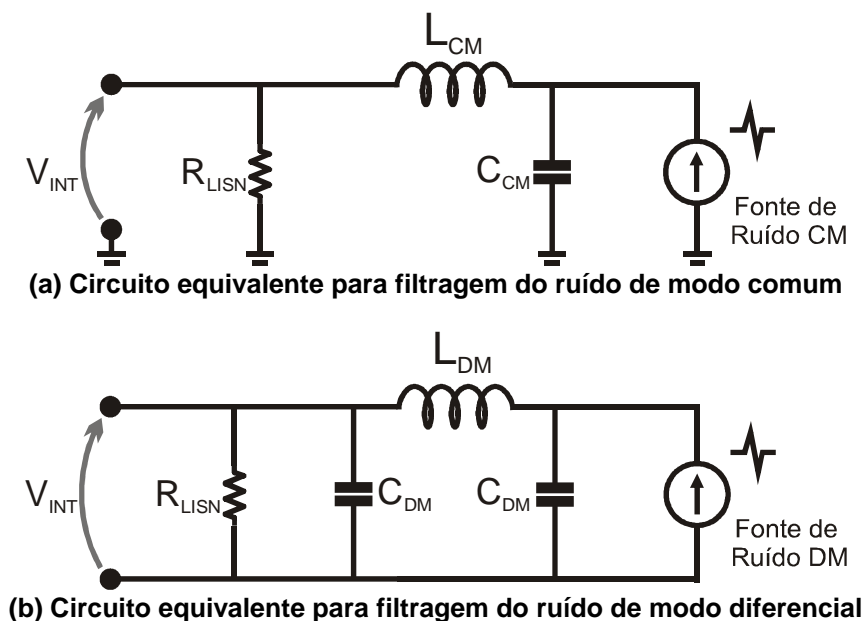 L_CM
V_INT
R_LISN
C_CM
Fonte de
Ruído CM
(a) Circuito equivalente para filtragem do ruído de modo comum
L_DM
V_INT
R_LISN
C_DM
C_DM
Fonte de
Ruído DM
(b) Circuito equivalente para filtragem do ruído de modo diferencial